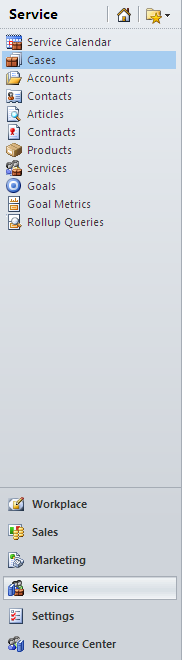 Service
Service Calendar
Cases
Accounts
Contacts
Articles
Contracts
Products
Services
Goals
Goal Metrics
Rollup Queries
Workplace
Sales
Marketing
Service
Settings
Resource Center